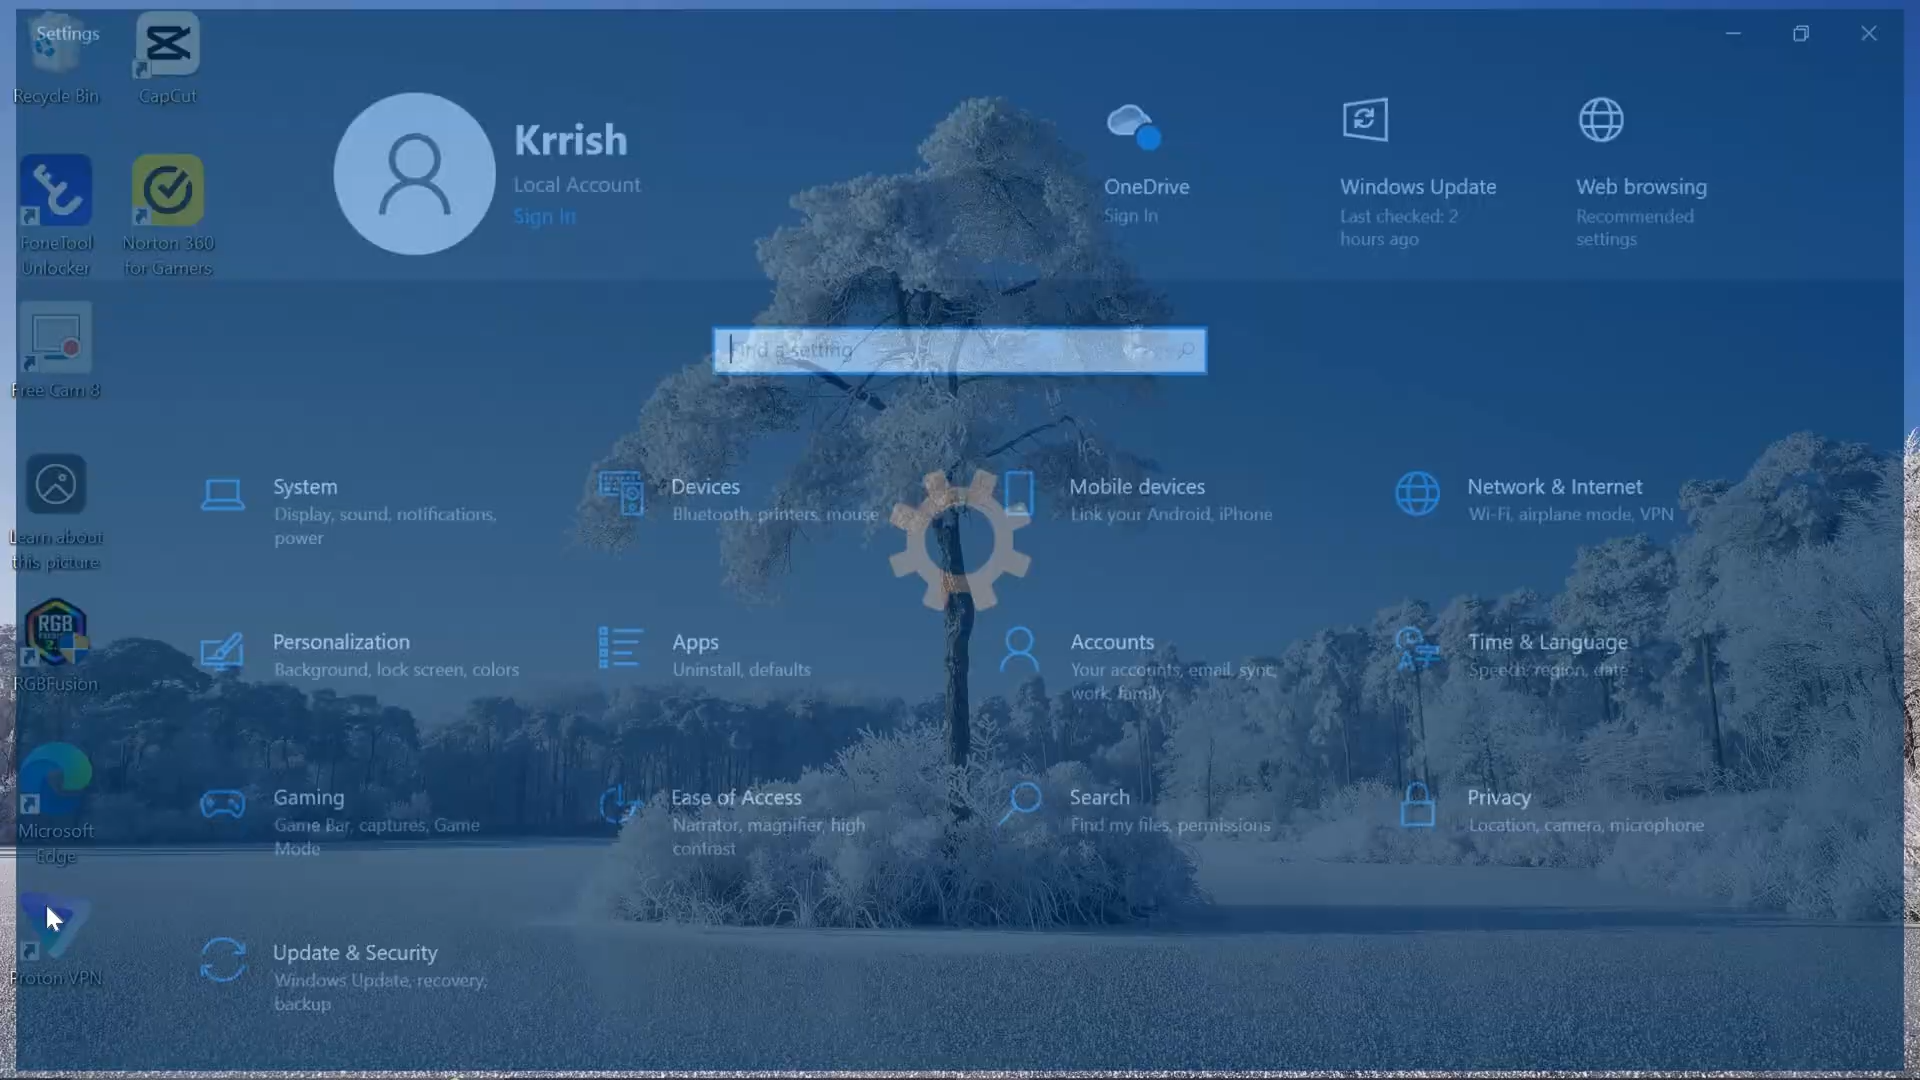 Settings
Recycle Bin
CapCut
FoneTool
Unlocker
Norton 360
for Gamers
Free Cam 8
Learn about
this picture
RGB
2
RGBFusion
Microsoft
Edge
Proton VPN
Krrish
Local Account
Sign In
OneDrive
Sign In
Windows Update
Last checked: 2
hours ago
Web browsing
Recommended
settings
Find a setting
System
Display, sound, notifications,
power
Devices
Bluetooth, printers, mouse
Mobile devices
Link your Android, iPhone
Network & Internet
Wi-Fi, airplane mode, VPN
Personalization
Background, lock screen, colors
Apps
Uninstall, defaults
Accounts
Your accounts, email, sync,
work, family
Time & Language
Speech, region, date
Gaming
Game Bar, captures, Game
Mode
Ease of Access
Narrator, magnifier, high
contrast
Search
Find my files, permissions
Privacy
Location, camera, microphone
Update & Security
Windows Update, recovery,
backup